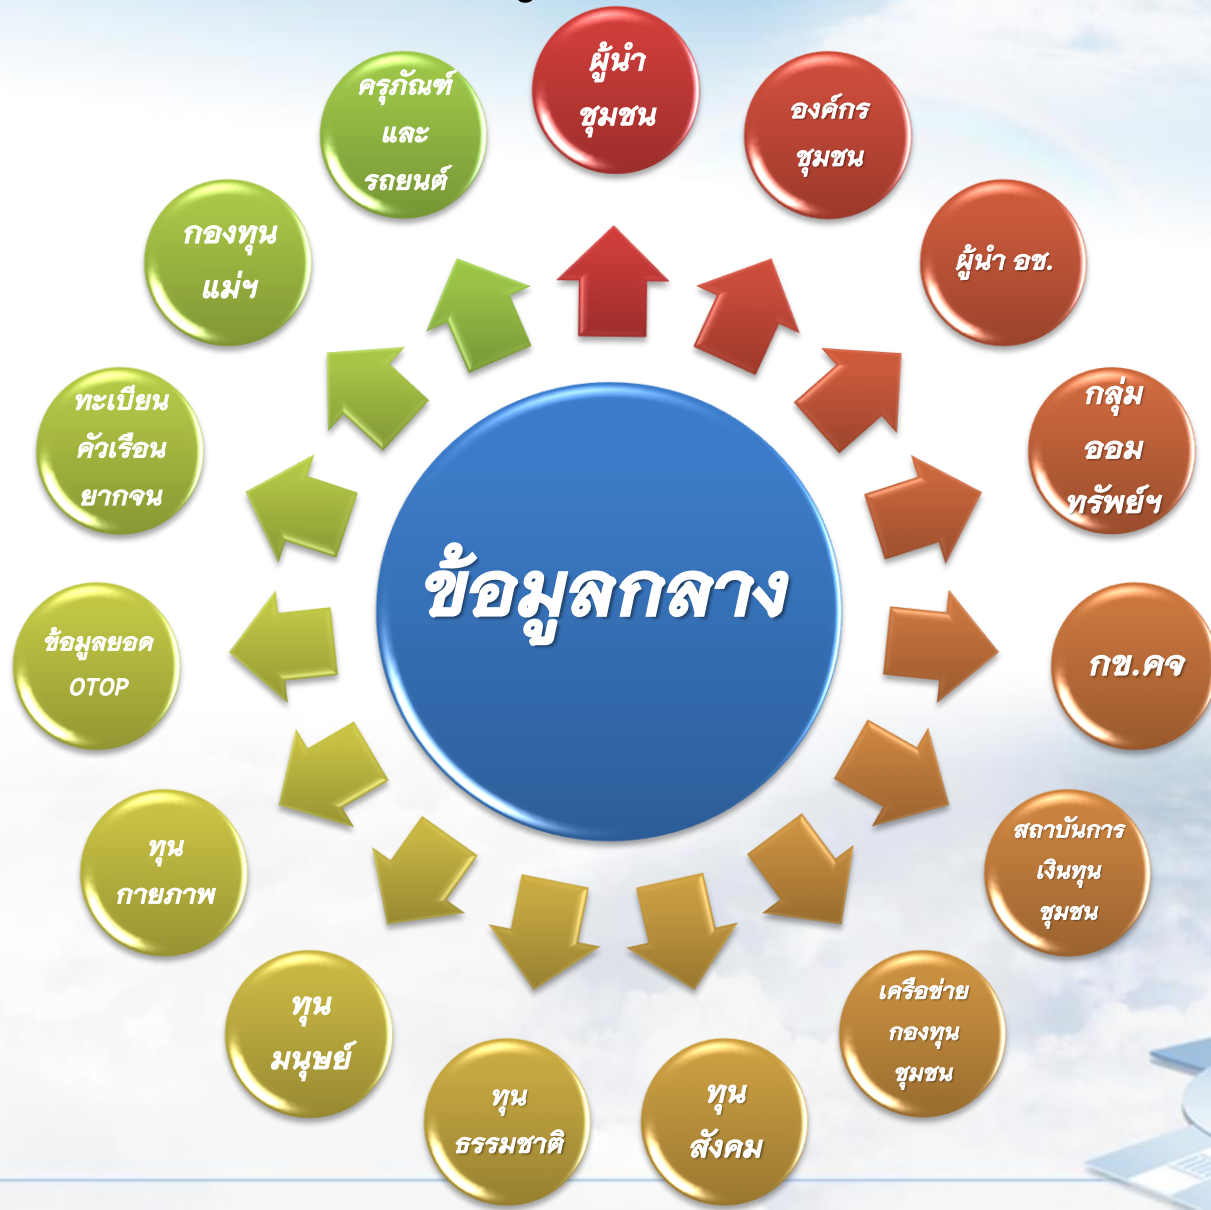 ผู้นำ
ชุมชน
องค์กร
ชุมชน
ผู้นำ อช.
กลุ่ม
ออม
ทรัพย์ฯ
กข.คจ
สถาบันการ
เงินทุน
ชุมชน
เครือข่าย
กองทุน
ชุมชน
ทุน
สังคม
ทุน
ธรรมชาติ
ทุน
มนุษย์
ทุน
กายภาพ
ข้อมูลยอด
OTOP
ทะเบียน
คัวเรือน
ยากจน
กองทุน
แม่ฯ
ครุภัณฑ์
และ
รถยนต์
ข้อมูลกลาง